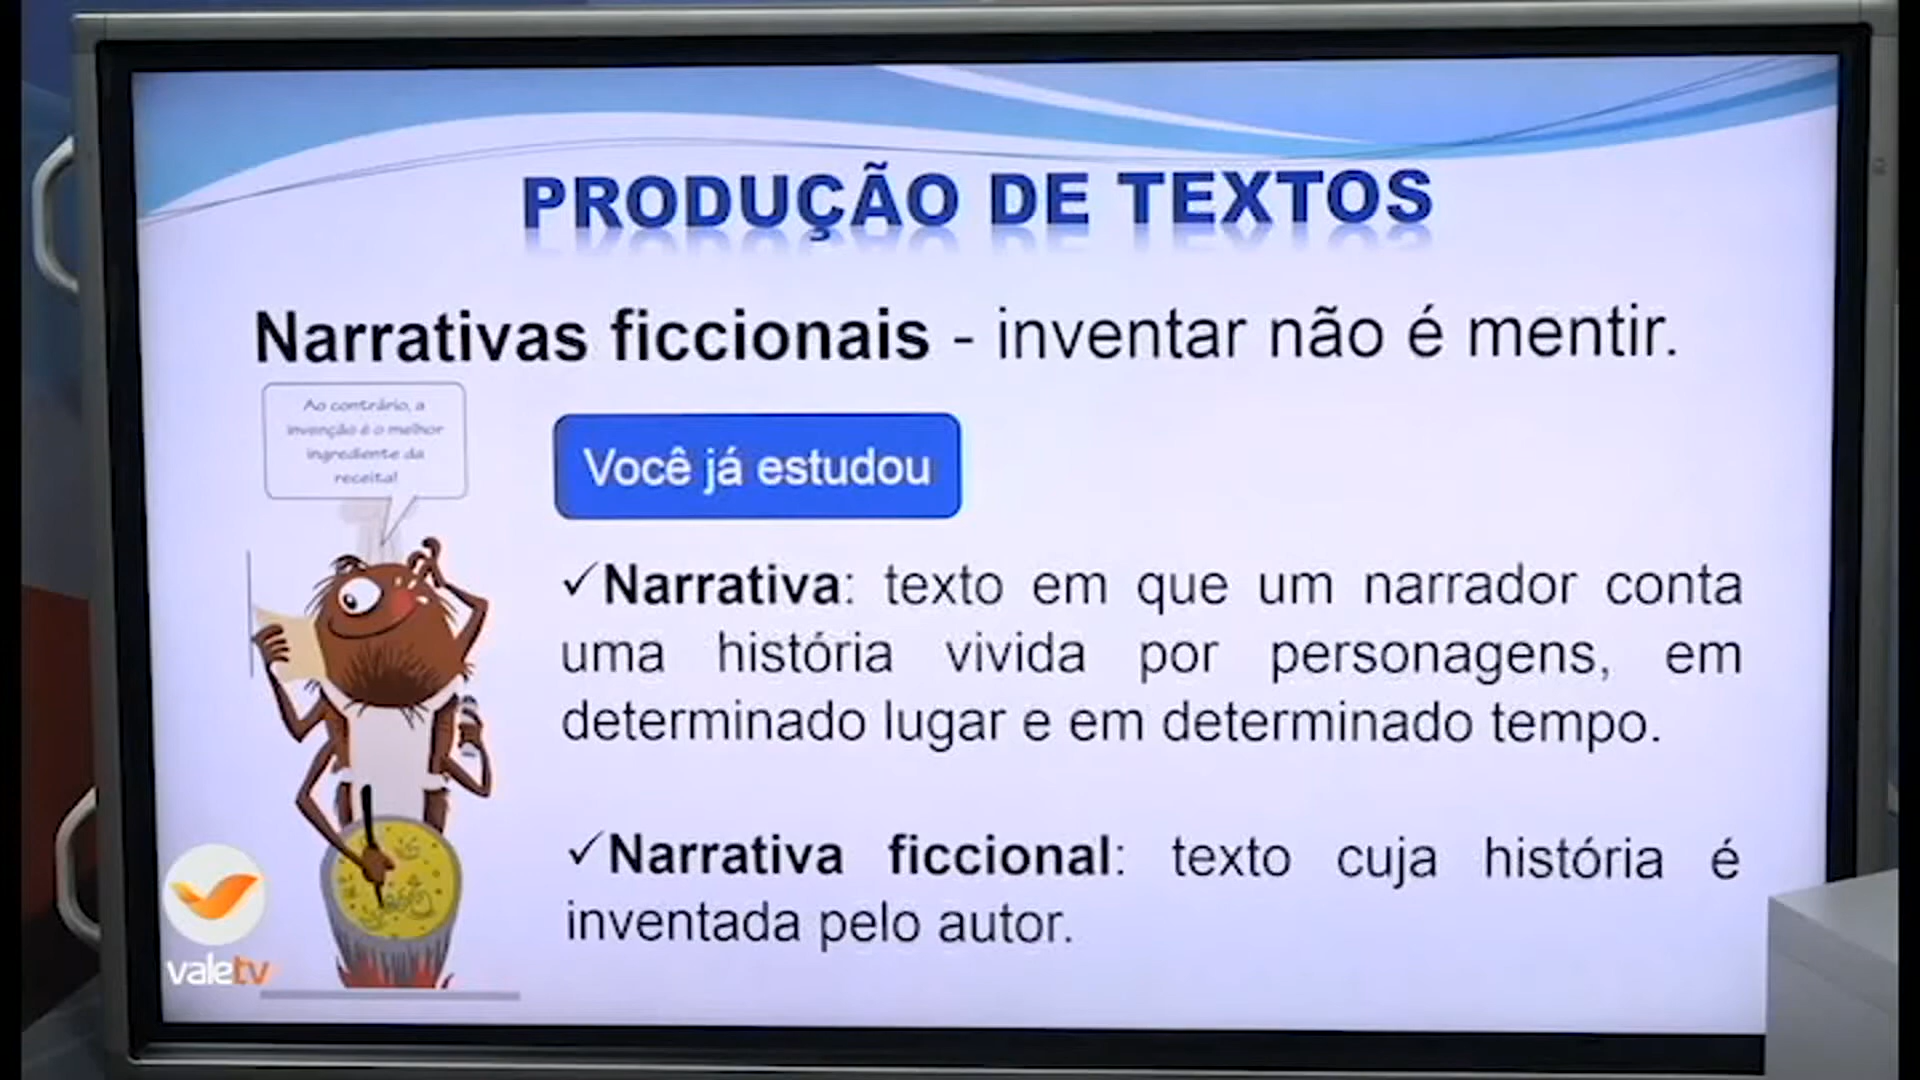 PRODUÇÃO DE TEXTOS
Narrativas ficcionais - inventar não é mentir.
Ao contrário, a
invenção é o melhor
ingrediente da
receita!
Você já estudou
✓Narrativa: texto em que um narrador conta
uma história vivida por personagens, em
determinado lugar e em determinado tempo.
✓Narrativa ficcional: texto cuja história é
inventada pelo autor.
valetv